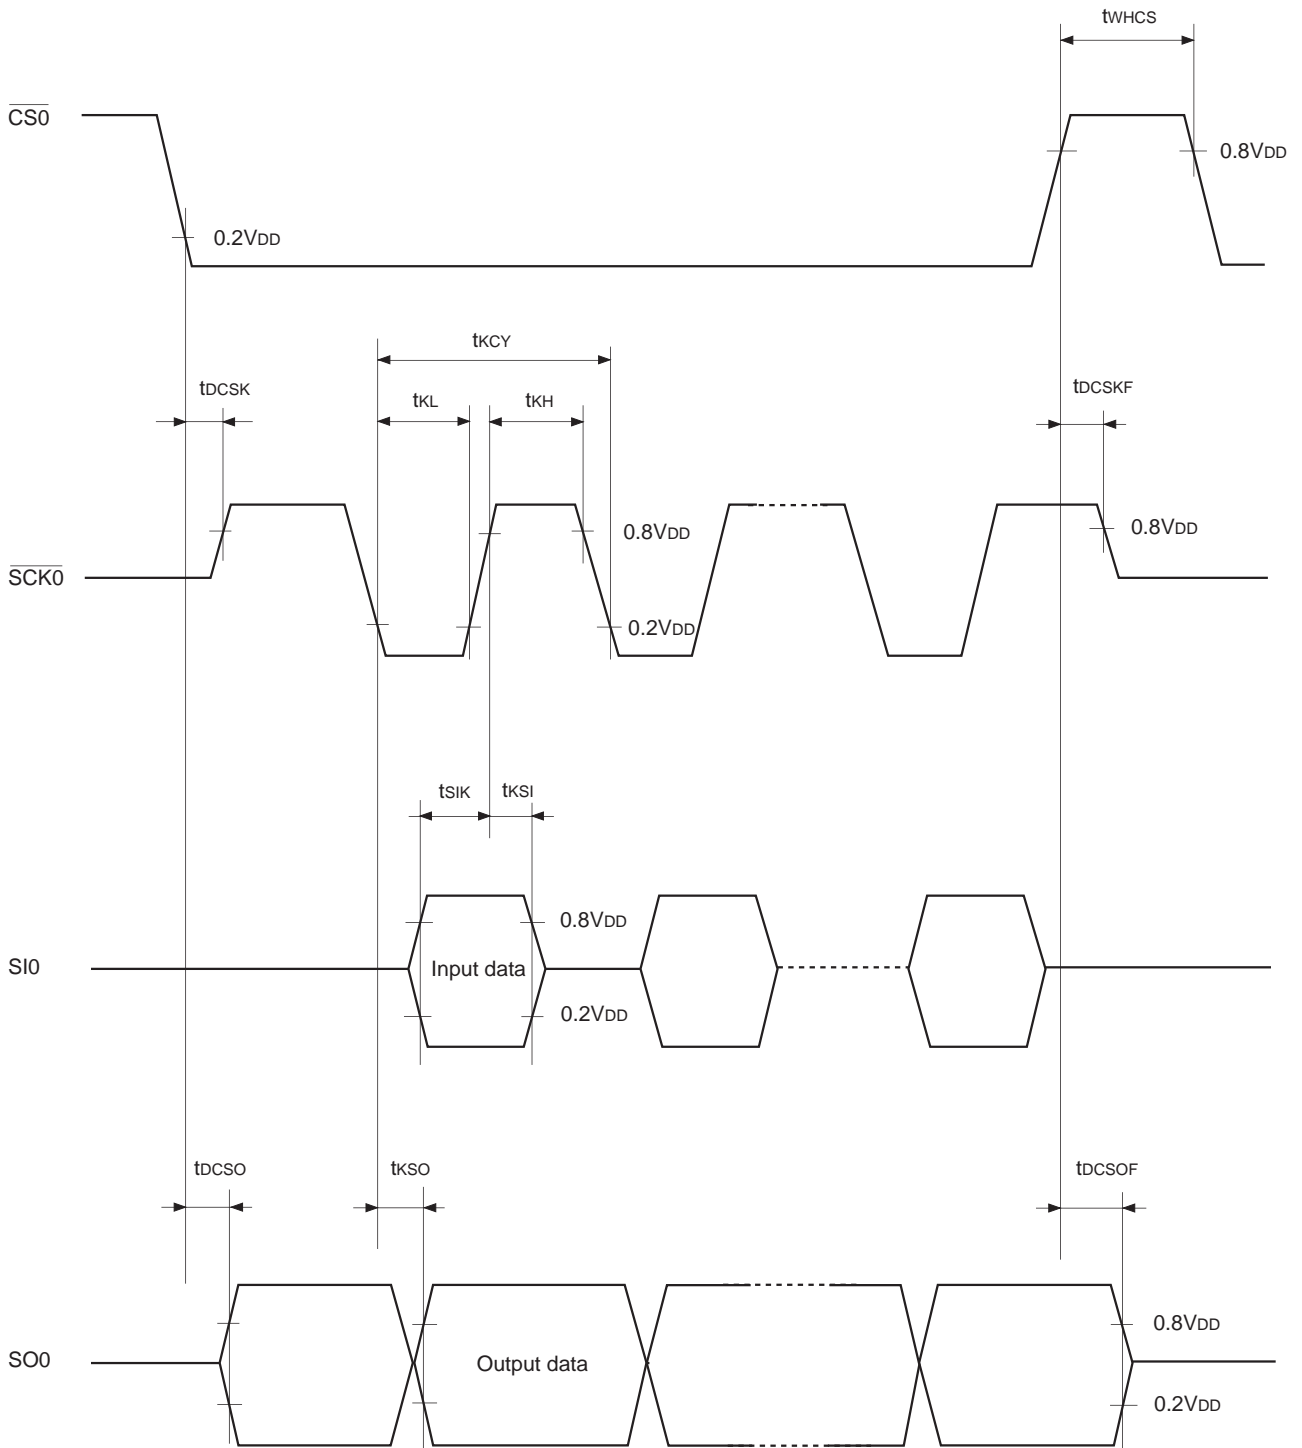 tWHCS
CS0
0.8VDD
0.2VDD
tKCY
tDCSK
tKL
tKH
tDCSKF
0.8VDD
0.8VDD
SCK0
0.2VDD
tSIK
tKSI
0.8VDD
SI0
Input data
0.2VDD
tDCSO
tKSO
tDCSOF
0.8VDD
SO0
Output data
0.2VDD